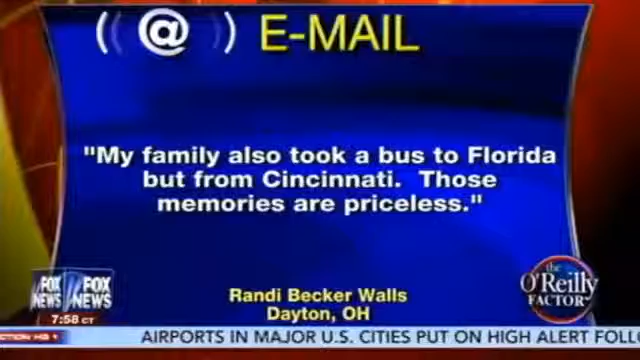 ((@)) E-MAIL
"My family also took a bus to Florida
but from Cincinnati. Those
memories are priceless."
Randi Becker Walls
Dayton, OH
FOX NEWS
FOX NEWS
the O'Reilly FACTOR
7:58 CT
AIRPORTS IN MAJOR U.S. CITIES PUT ON HIGH ALERT FOLL